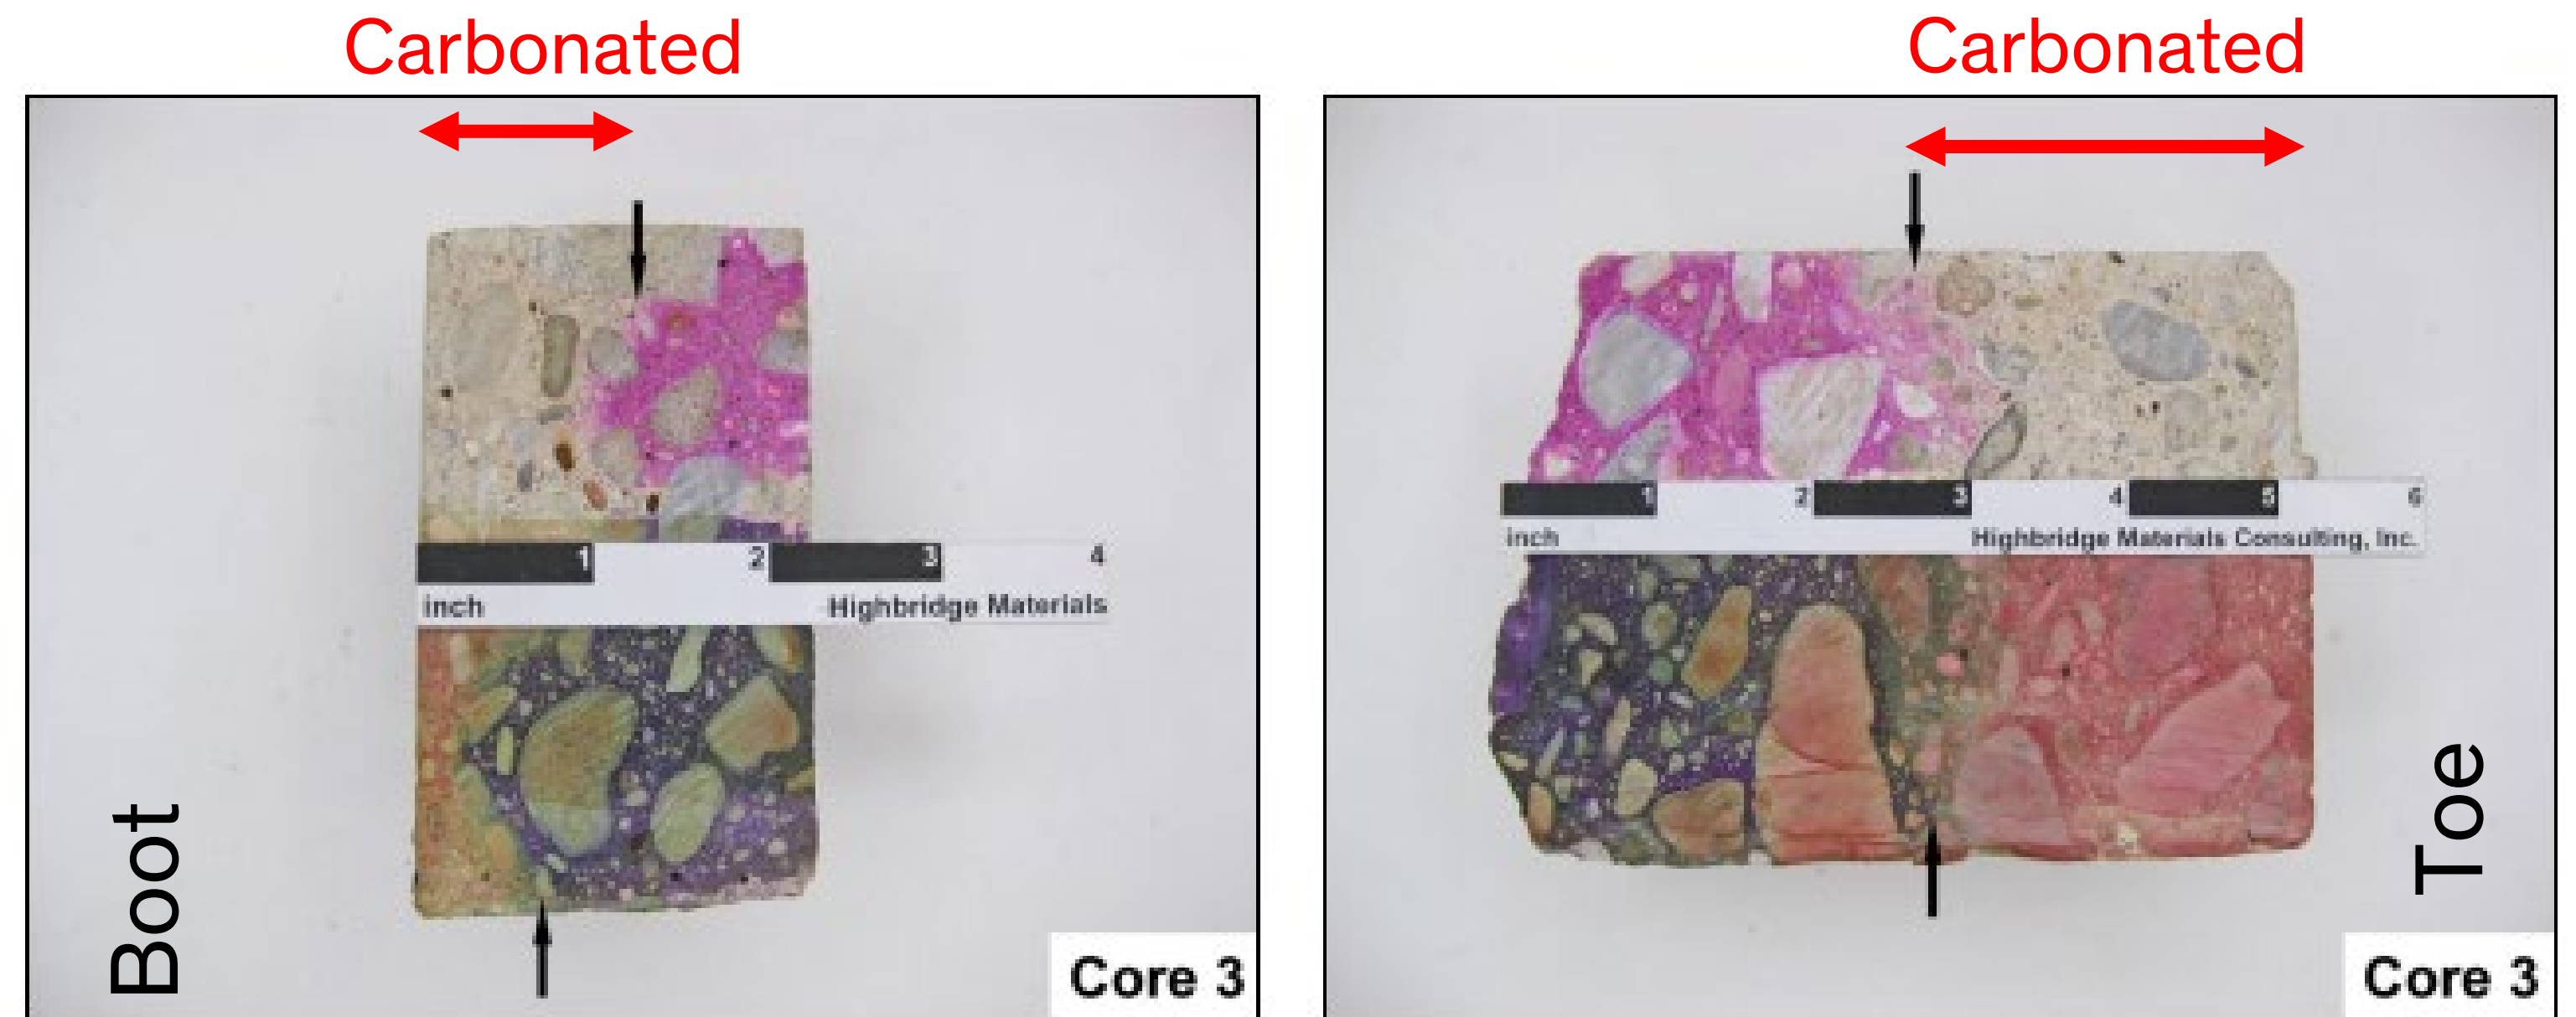 Carbonated
Carbonated
1 2 3 4
inch Highbridge Materials
Boot
Core 3
1 2 3 4 5 6
inch Highbridge Materials Consulting, Inc.
Toe
Core 3